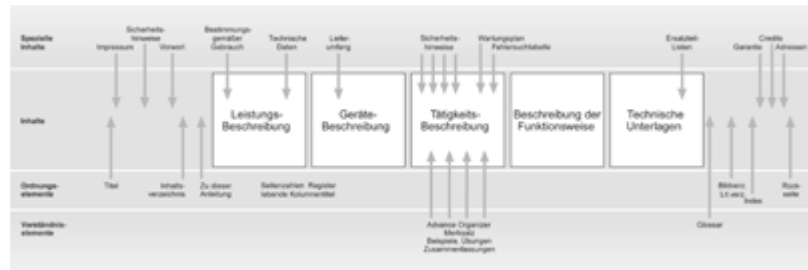 Spezielle
Inhalte
Impressum
Sicherheits-
hinweise
Vorwort
Bestimmungs-
gemäßer
Gebrauch
Technische
Daten
Liefer-
umfang
Sicherheits-
hinweise
Wartungsplan
Fehlersuchtabelle
Ersatzteil-
Listen
Garantie
Credits
Adressen
Inhalte
Leistungs-
Beschreibung
Geräte-
Beschreibung
Tätigkeits-
Beschreibung
Beschreibung der
Funktionsweise
Technische
Unterlagen
Ordnungs-
elemente
Titel
Inhalts-
verzeichnis
Zu dieser
Anleitung
Seitenzahlen Register
lebende Kolumnentitel
Bildverz.
Lit.verz.
Index
Rück-
seite
Verständnis-
elemente
Advance Organizer
Merksatz
Beispiele, Übungen
Zusammenfassungen
Glossar